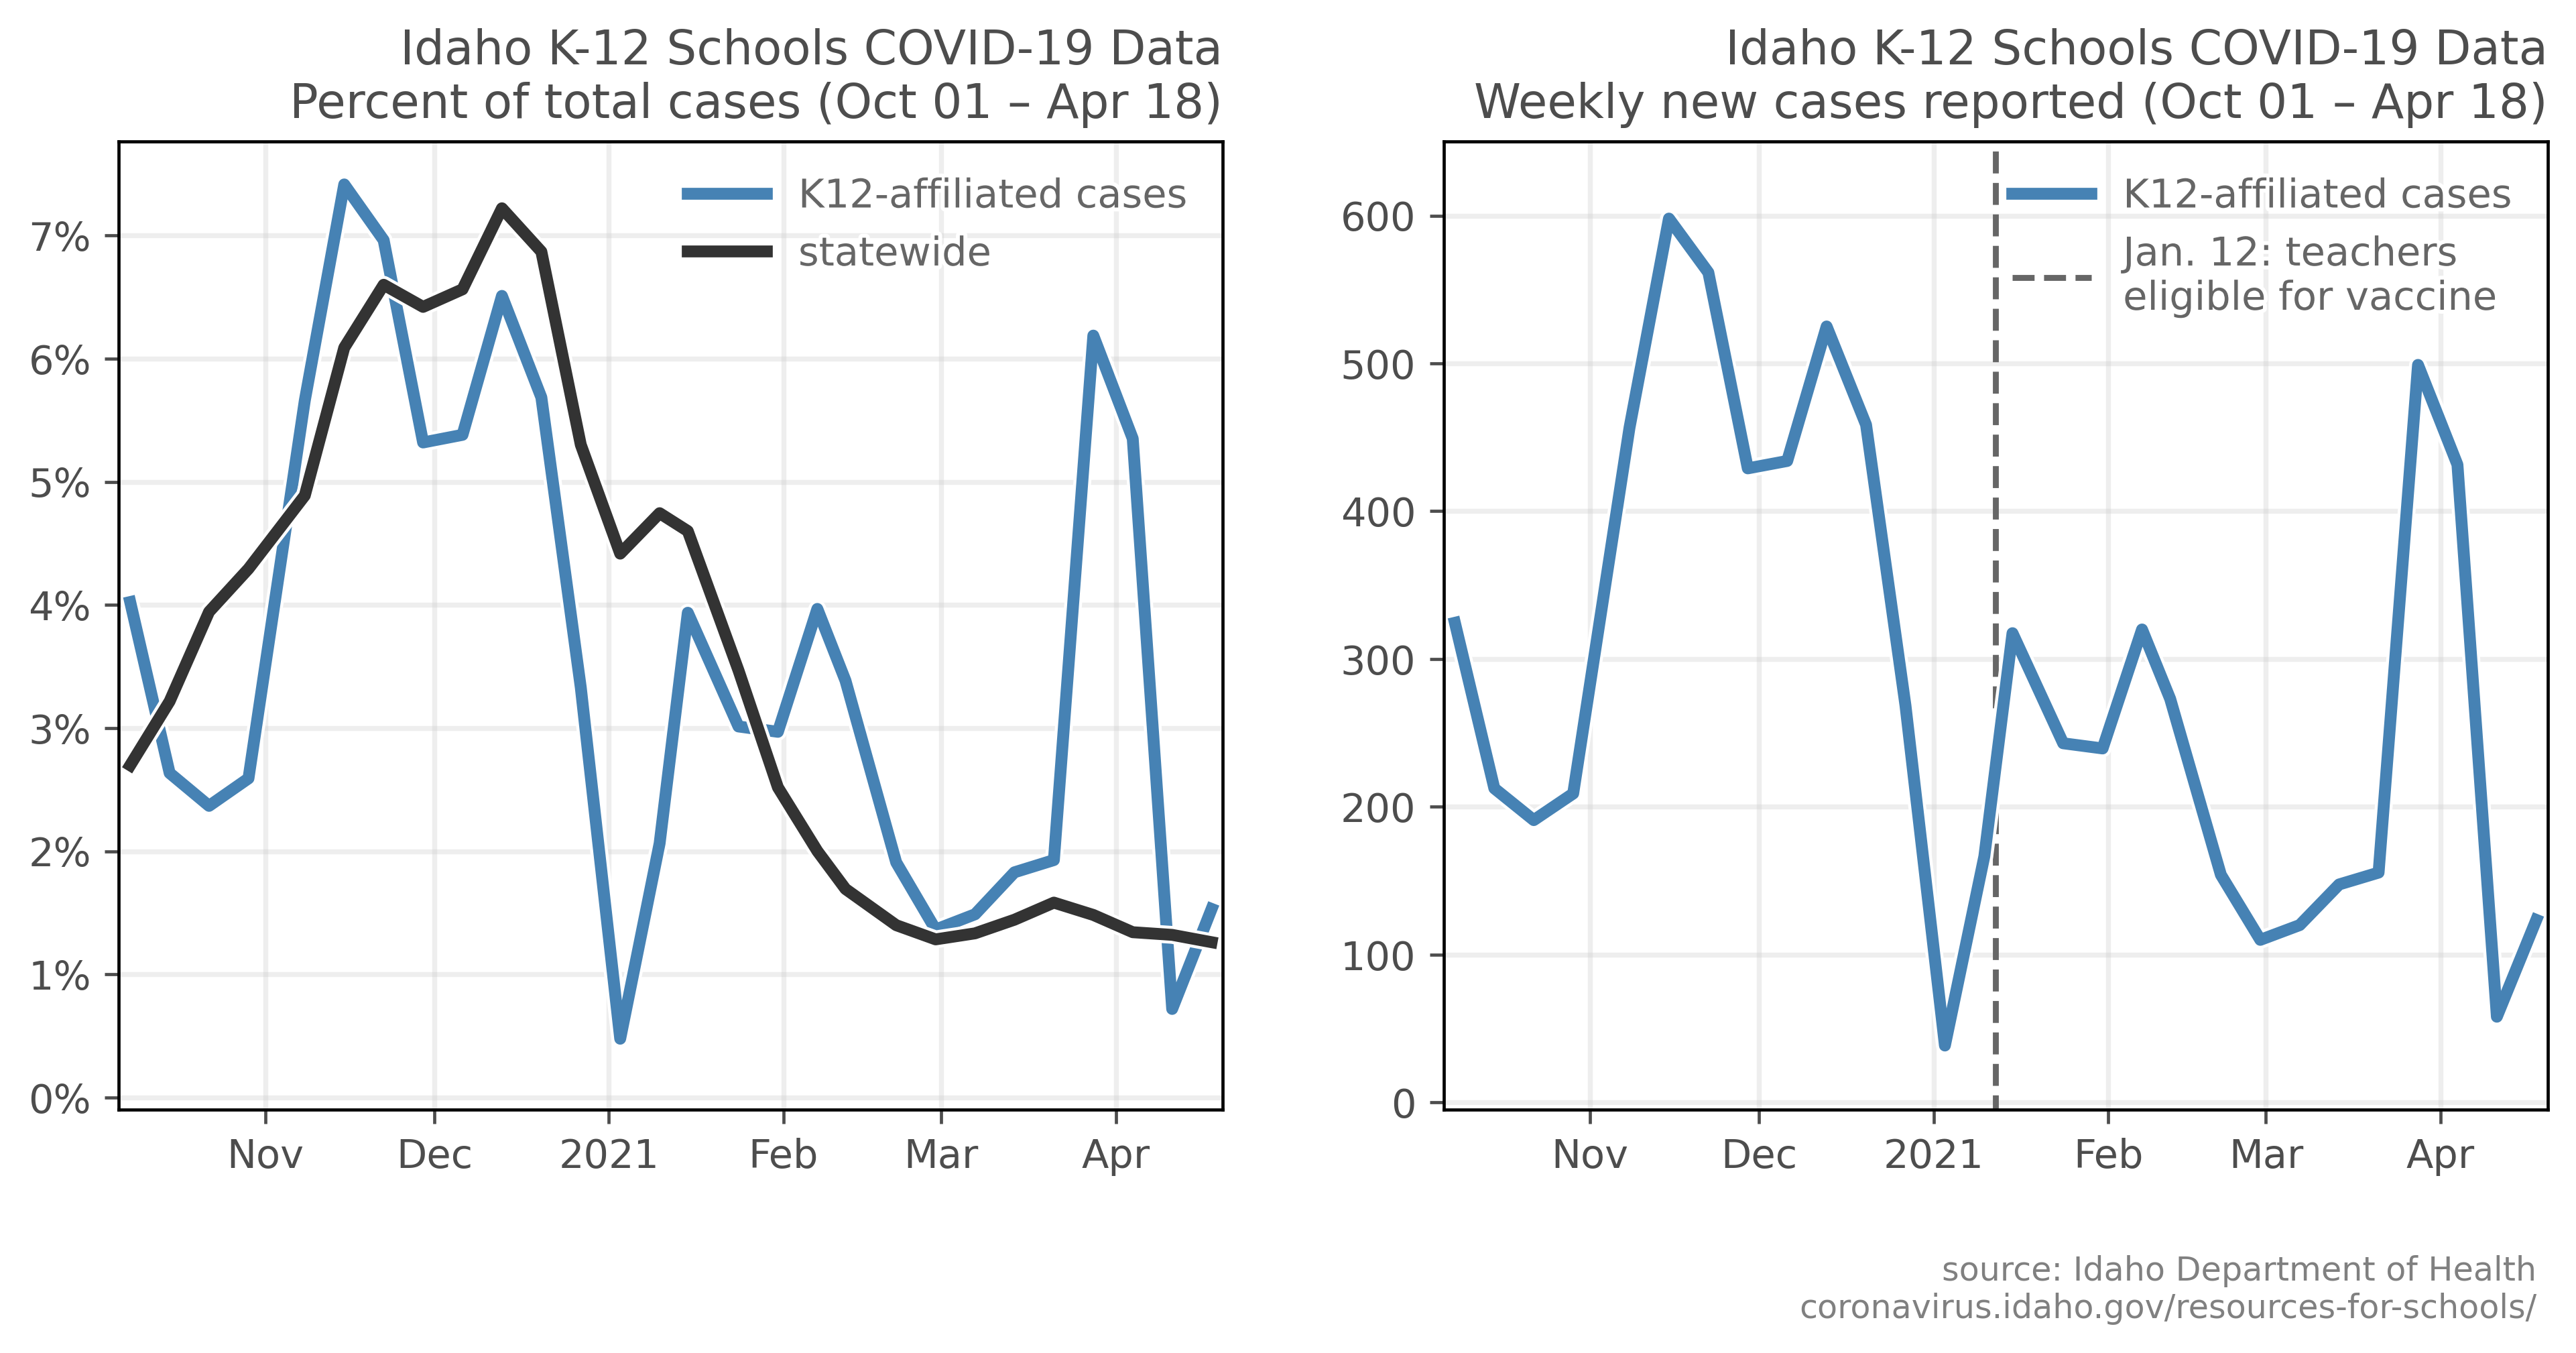 Idaho K-12 Schools COVID-19 Data
Percent of total cases (Oct 01 – Apr 18)
K12-affiliated cases
statewide
7%
6%
5%
4%
3%
2%
1%
0%
Nov
Dec
2021
Feb
Mar
Apr
Idaho K-12 Schools COVID-19 Data
Weekly new cases reported (Oct 01 – Apr 18)
K12-affiliated cases
Jan. 12: teachers
eligible for vaccine
600
500
400
300
200
100
0
Nov
Dec
2021
Feb
Mar
Apr
source: Idaho Department of Health
coronavirus.idaho.gov/resources-for-schools/